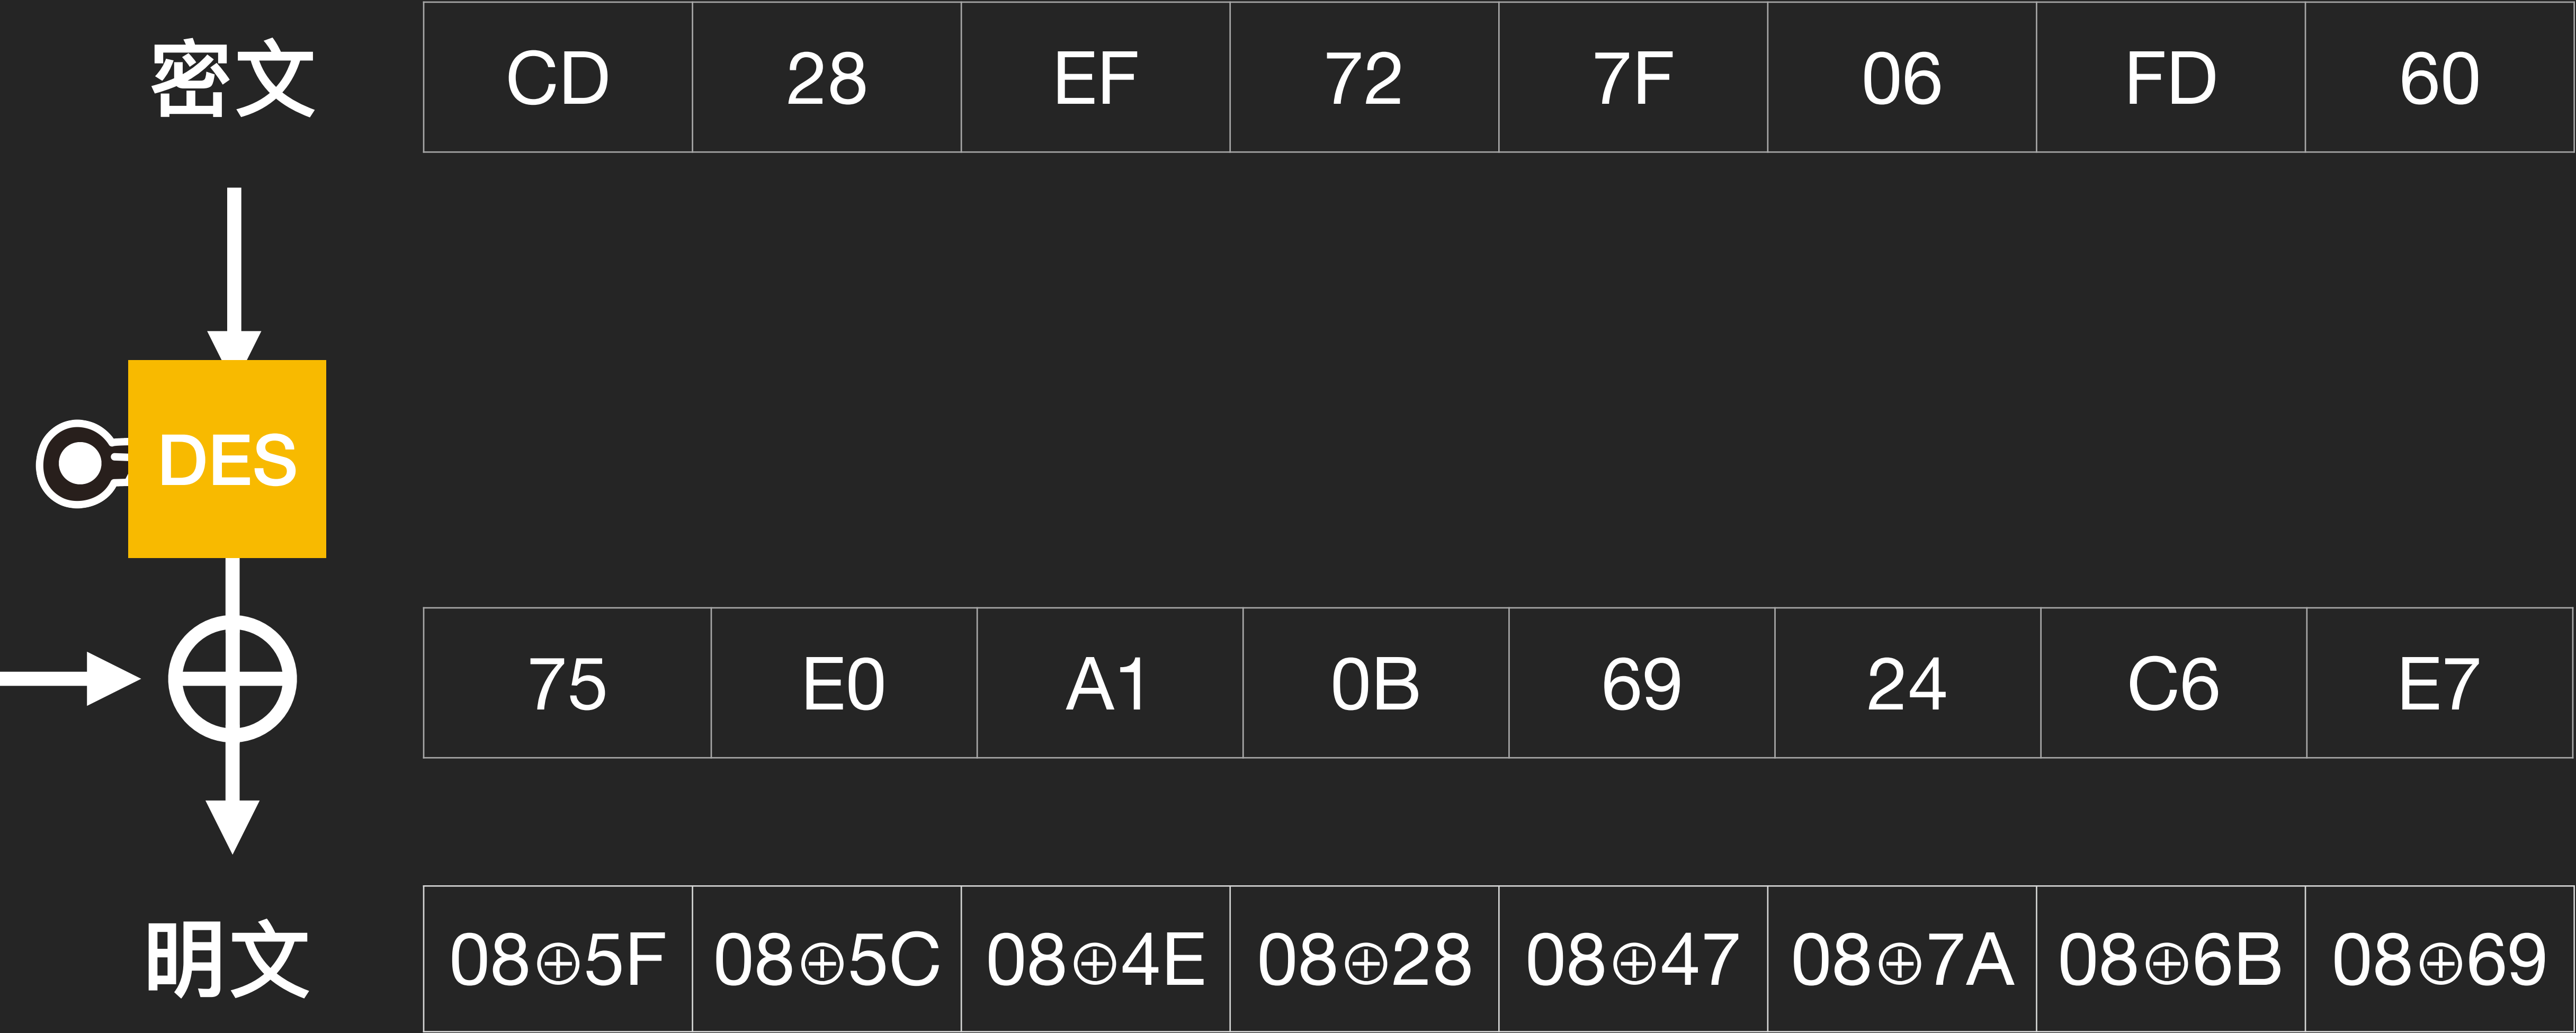 密文 CD 28 EF 72 7F 06 FD 60
DES
75 E0 A1 0B 69 24 C6 E7
明文 08⊕5F 08⊕5C 08⊕4E 08⊕28 08⊕47 08⊕7A 08⊕6B 08⊕69